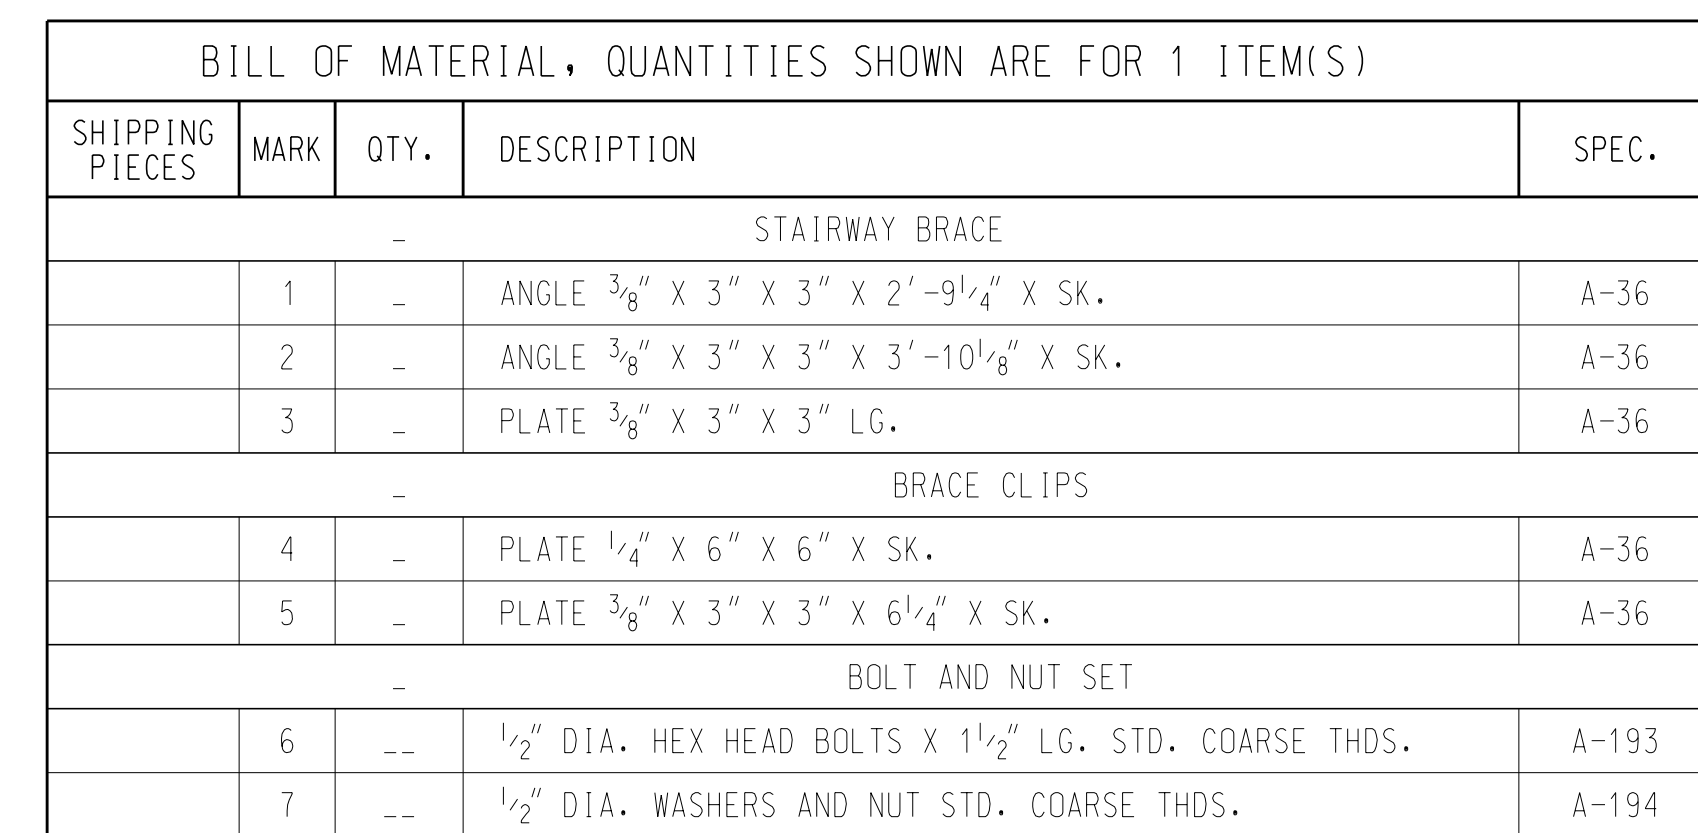 BILL OF MATERIAL, QUANTITIES SHOWN ARE FOR 1 ITEM(S)
SHIPPING PIECES MARK QTY. DESCRIPTION SPEC.
_ STAIRWAY BRACE
1 _ ANGLE 3/8" X 3" X 3" X 2'-9 1/4" X SK. A-36
2 _ ANGLE 3/8" X 3" X 3" X 3'-10 1/8" X SK. A-36
3 _ PLATE 3/8" X 3" X 3" LG. A-36
_ BRACE CLIPS
4 _ PLATE 1/4" X 6" X 6" X SK. A-36
5 _ PLATE 3/8" X 3" X 3" X 6 1/4" X SK. A-36
_ BOLT AND NUT SET
6 __ 1/2" DIA. HEX HEAD BOLTS X 1 1/2" LG. STD. COARSE THDS. A-193
7 __ 1/2" DIA. WASHERS AND NUT STD. COARSE THDS. A-194